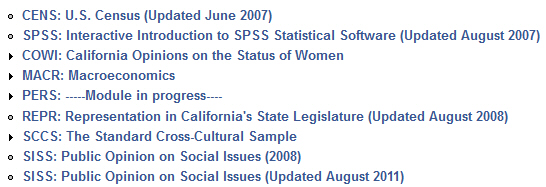 CENS: U.S. Census (Updated June 2007)
SPSS: Interactive Introduction to SPSS Statistical Software (Updated August 2007)
COWI: California Opinions on the Status of Women
MACR: Macroeconomics
PERS: -----Module in progress----
REPR: Representation in California's State Legislature (Updated August 2008)
SCCS: The Standard Cross-Cultural Sample
SISS: Public Opinion on Social Issues (2008)
SISS: Public Opinion on Social Issues (Updated August 2011)